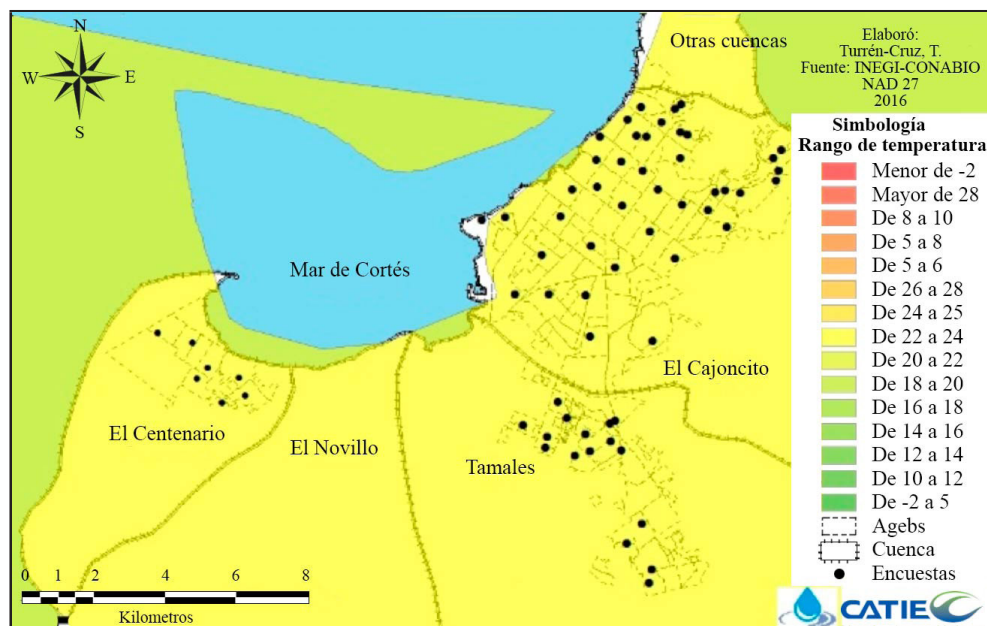 N
W
E
S
Otras cuencas
Mar de Cortés
El Cajoncito
El Centenario
El Novillo
Tamales
0 1 2 4 6 8
Kilometros
Elaboró:
Turrén-Cruz, T.
Fuente: INEGI-CONABIO
NAD 27
2016
Simbología
Rango de temperatura
Menor de -2
Mayor de 28
De 8 a 10
De 5 a 8
De 5 a 6
De 26 a 28
De 24 a 25
De 22 a 24
De 20 a 22
De 18 a 20
De 16 a 18
De 14 a 16
De 12 a 14
De 10 a 12
De -2 a 5
Agebs
Cuenca
Encuestas
CATIE